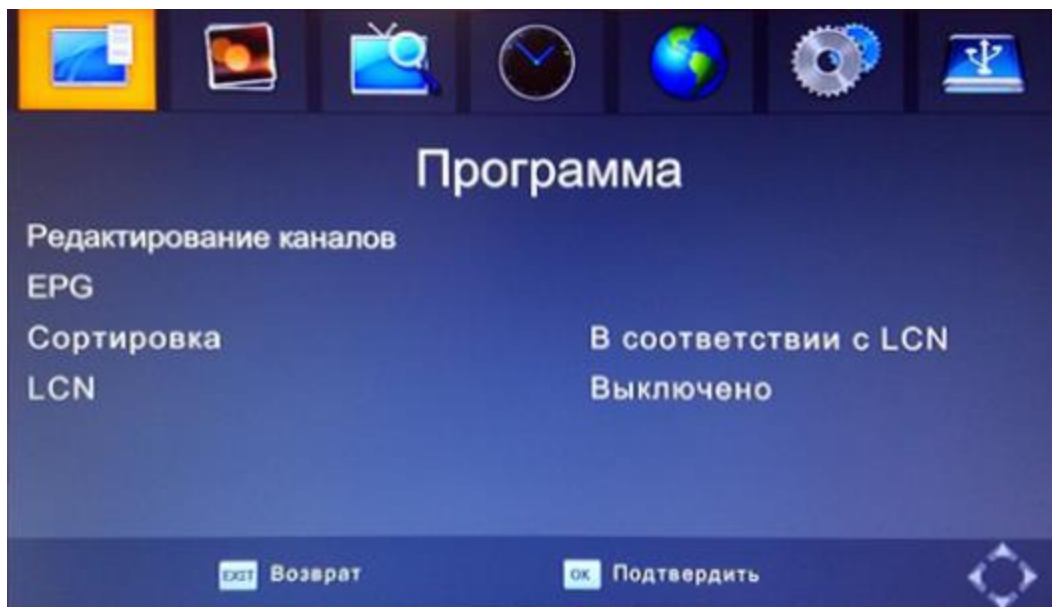 Программа
Редактирование каналов
EPG
Сортировка В соответствии с LCN
LCN Выключено
EXIT Возврат OK Подтвердить